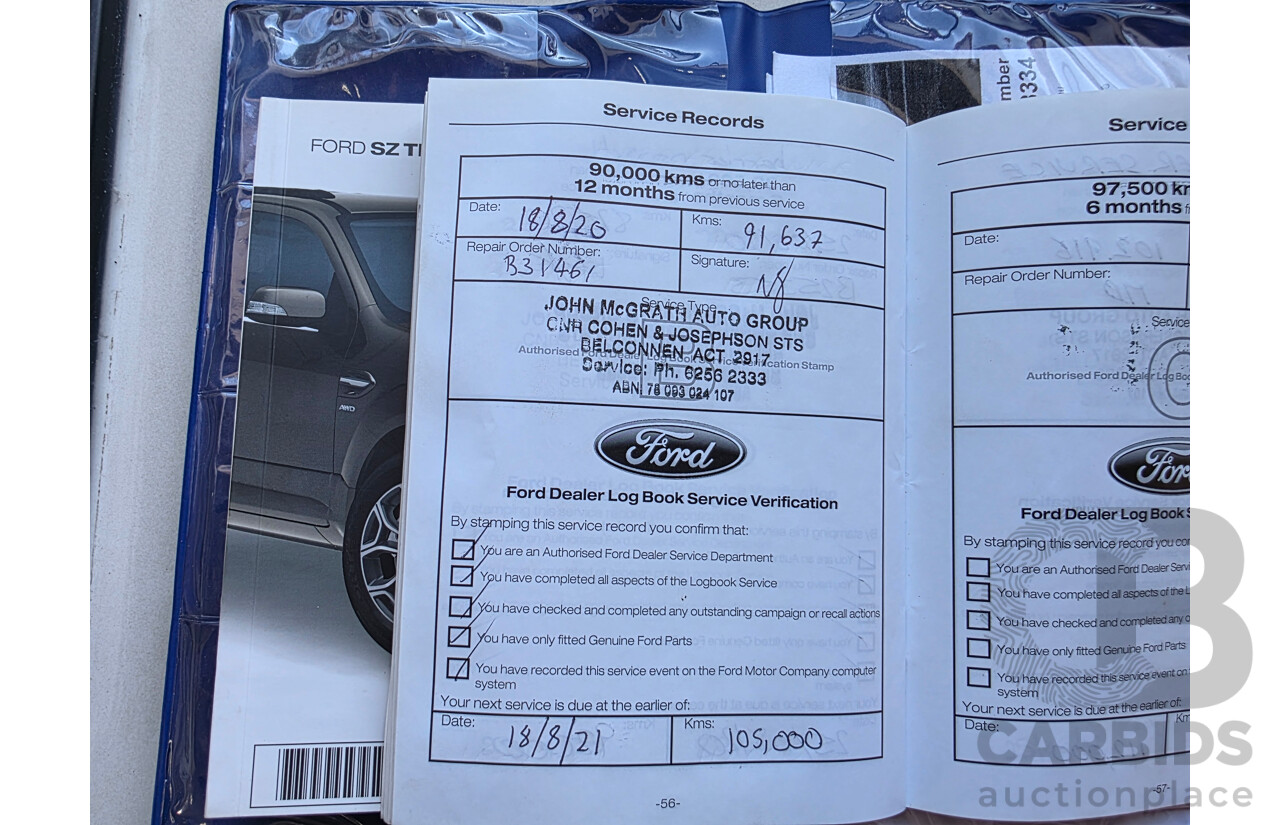 FORD SZ TE
mber
3334
Service Records
90,000 kms or no later than
12 months from previous service
Date: 18/8/20
Kms: 91,637
Repair Order Number:
B31461
Signature:
Service Type
JOHN McGRATH AUTO GROUP
CNR COHEN & JOSEPHSON STS
BELCONNEN ACT 2917
Authorised Ford Dealer Log Book Service Verification Stamp
Service: Ph. 6256 2333
ABN 78 093 024 107
Ford
Ford Dealer Log Book Service Verification
By stamping this service record you confirm that:
You are an Authorised Ford Dealer Service Department
You have completed all aspects of the Logbook Service
You have checked and completed any outstanding campaign or recall actions
You have only fitted Genuine Ford Parts
You have recorded this service event on the Ford Motor Company computer
system
Your next service is due at the earlier of:
Date: 18/8/21
Kms: 105,000
-56-
AWD
Service
97,500 km
6 months f
Date:
Repair Order Number:
Service
Authorised Ford Dealer Log Boo
Ford
Ford Dealer Log Book S
By stamping this service record you con
You are an Authorised Ford Dealer Servi
You have completed all aspects of the L
You have checked and completed any o
You have only fitted Genuine Ford Parts
You have recorded this service event on
system
Your next service is due at the earlier of:
Date:
Km
-57-
CB
CARBIDS
auctionplace